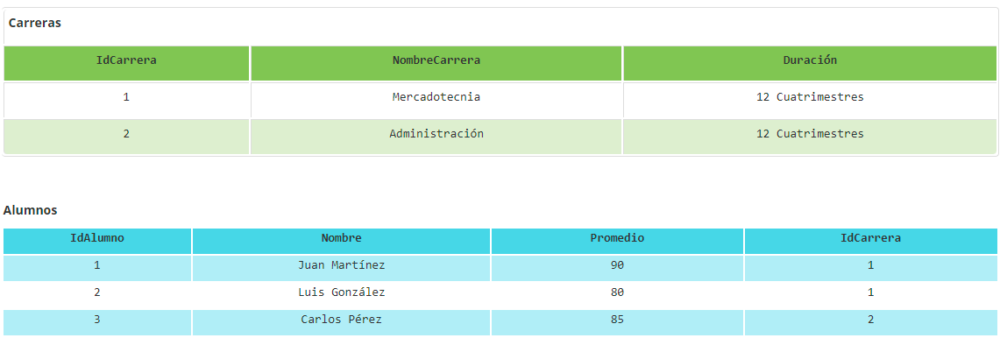 Carreras
IdCarrera NombreCarrera Duración
1 Mercadotecnia 12 Cuatrimestres
2 Administración 12 Cuatrimestres
Alumnos
IdAlumno Nombre Promedio IdCarrera
1 Juan Martínez 90 1
2 Luis González 80 1
3 Carlos Pérez 85 2